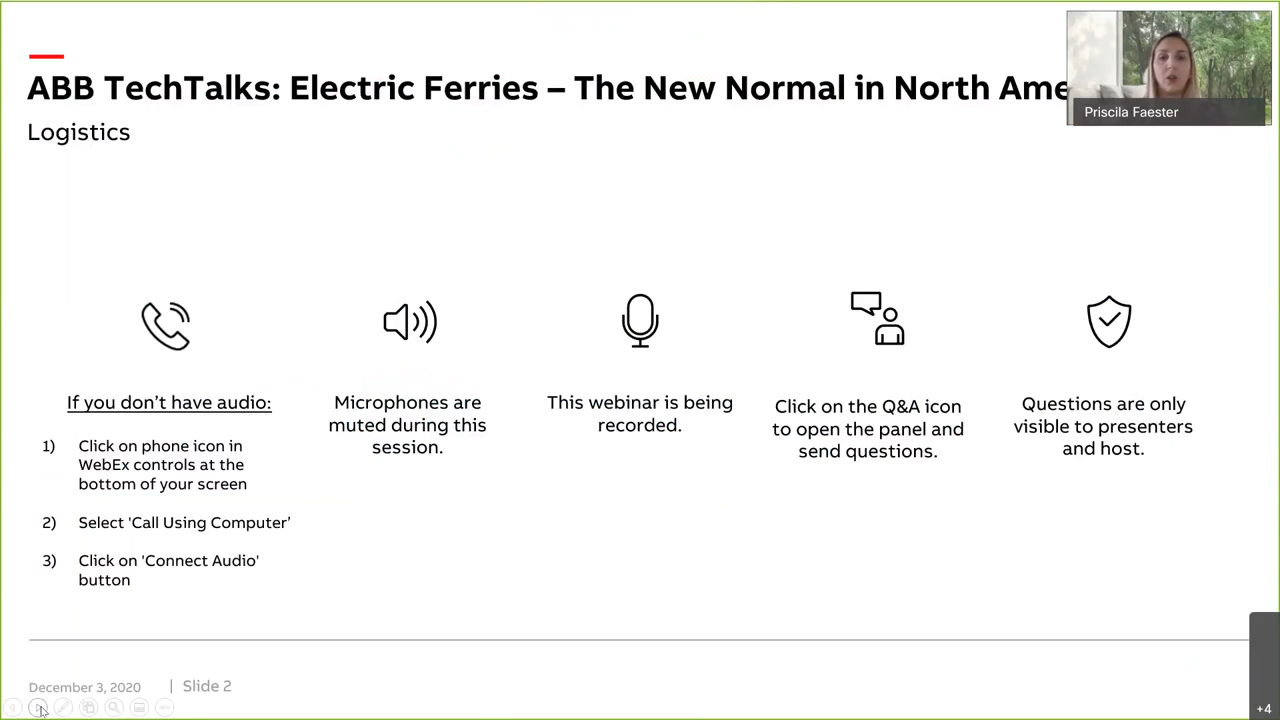 ABB TechTalks: Electric Ferries – The New Normal in North Ame
Logistics
Priscila Faester
If you don’t have audio:
1) Click on phone icon in
WebEx controls at the
bottom of your screen
2) Select 'Call Using Computer’
3) Click on 'Connect Audio'
button
Microphones are
muted during this
session.
This webinar is being
recorded.
Click on the Q&A icon
to open the panel and
send questions.
Questions are only
visible to presenters
and host.
December 3, 2020 | Slide 2
+4